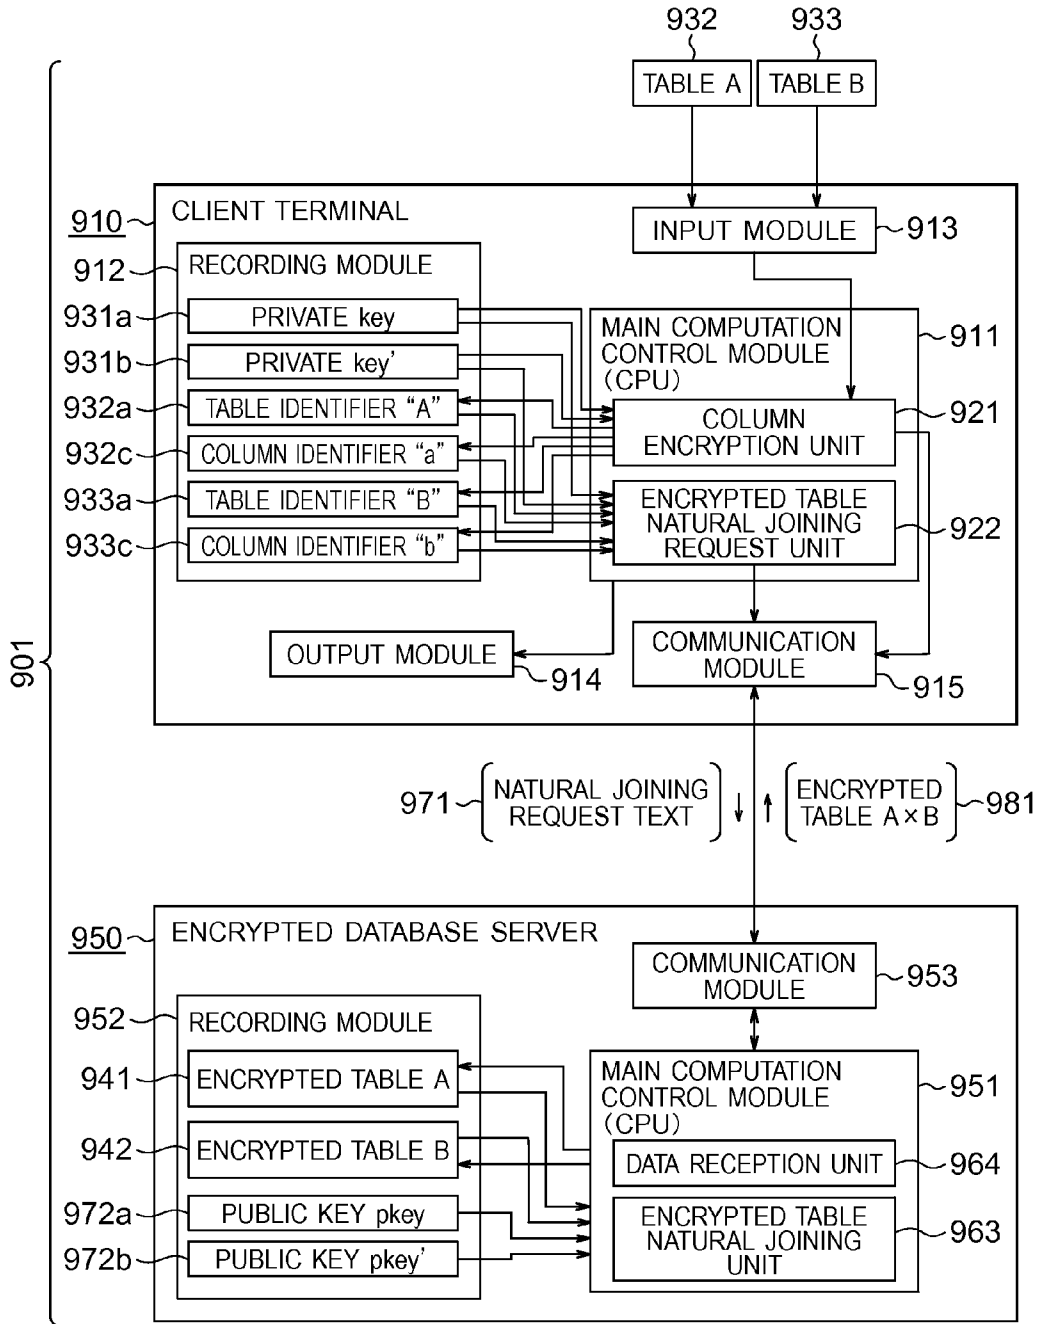 932 933
TABLE A TABLE B
901
910 CLIENT TERMINAL
INPUT MODULE 913
912 RECORDING MODULE
931a PRIVATE key
931b PRIVATE key’
932a TABLE IDENTIFIER “A”
932c COLUMN IDENTIFIER “a”
933a TABLE IDENTIFIER “B”
933c COLUMN IDENTIFIER “b”
MAIN COMPUTATION
CONTROL MODULE
(CPU)
911
COLUMN
ENCRYPTION UNIT
921
ENCRYPTED TABLE
NATURAL JOINING
REQUEST UNIT
922
OUTPUT MODULE
914
COMMUNICATION
MODULE
915
971
NATURAL JOINING
REQUEST TEXT
ENCRYPTED
TABLE A×B
981
950 ENCRYPTED DATABASE SERVER
COMMUNICATION
MODULE
953
952 RECORDING MODULE
941 ENCRYPTED TABLE A
942 ENCRYPTED TABLE B
972a PUBLIC KEY pkey
972b PUBLIC KEY pkey’
MAIN COMPUTATION
CONTROL MODULE
(CPU)
951
DATA RECEPTION UNIT 964
ENCRYPTED TABLE
NATURAL JOINING
UNIT
963